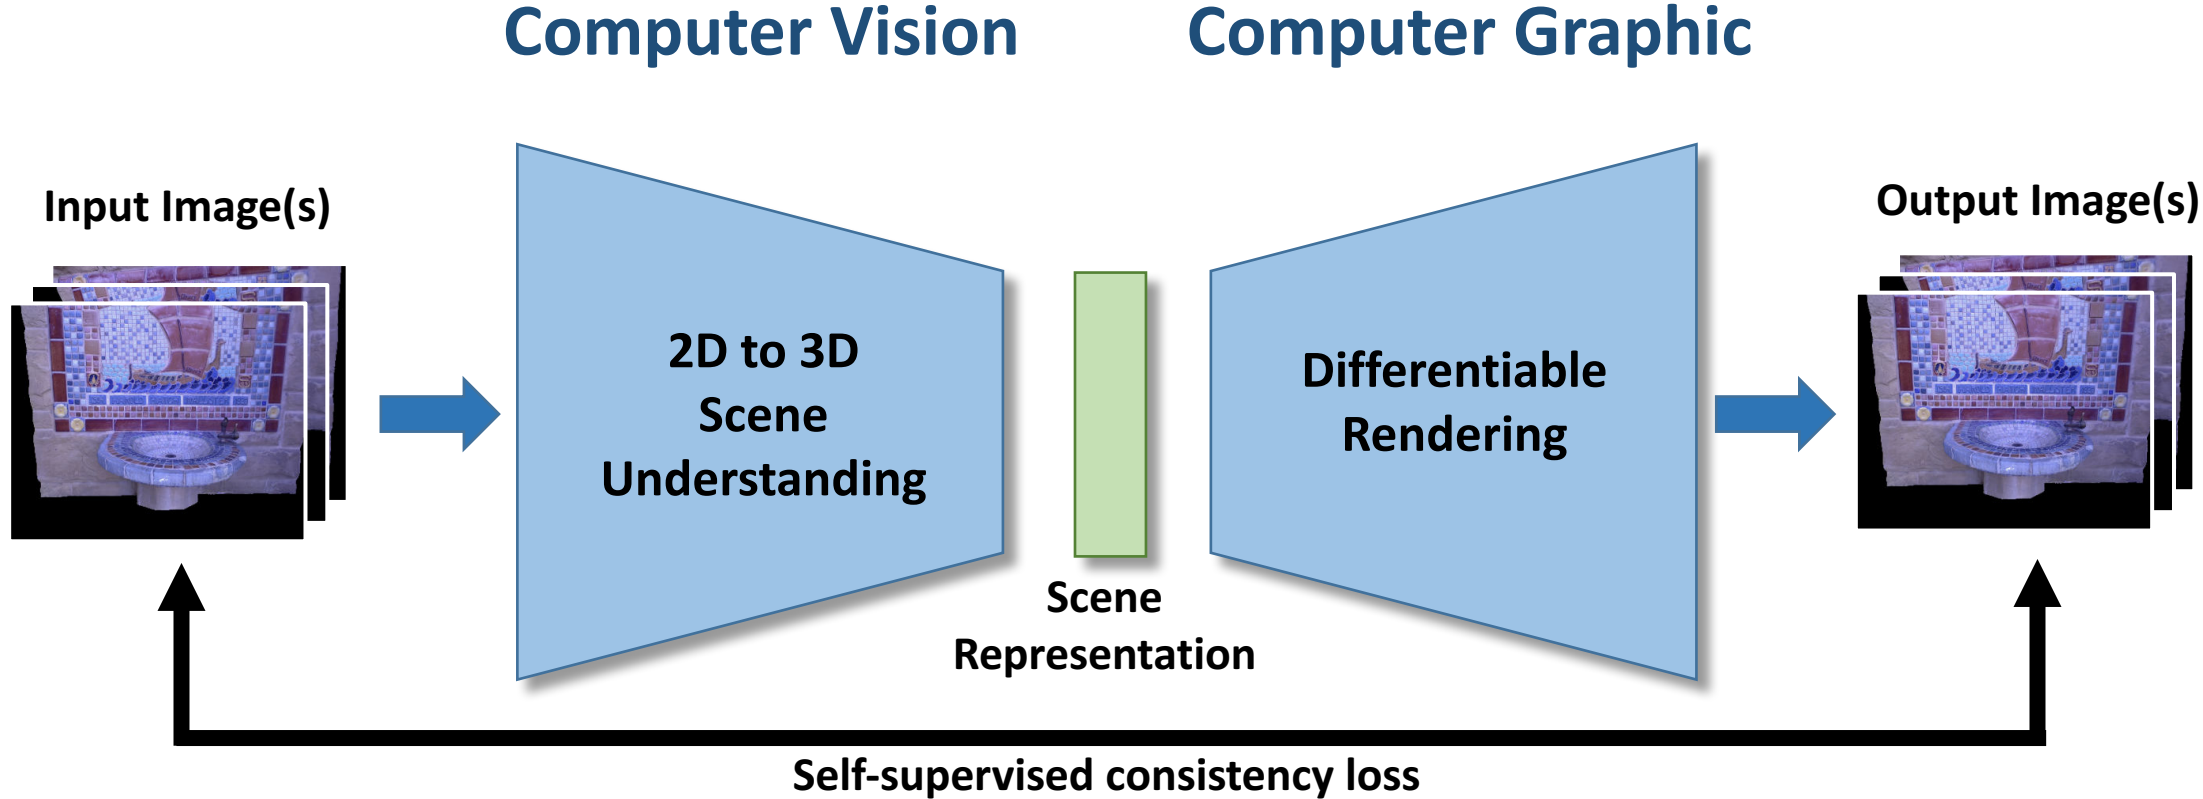 Computer Vision
Computer Graphic
Input Image(s)
Output Image(s)
2D to 3D
Scene
Understanding
Differentiable
Rendering
Scene
Representation
Self-supervised consistency loss